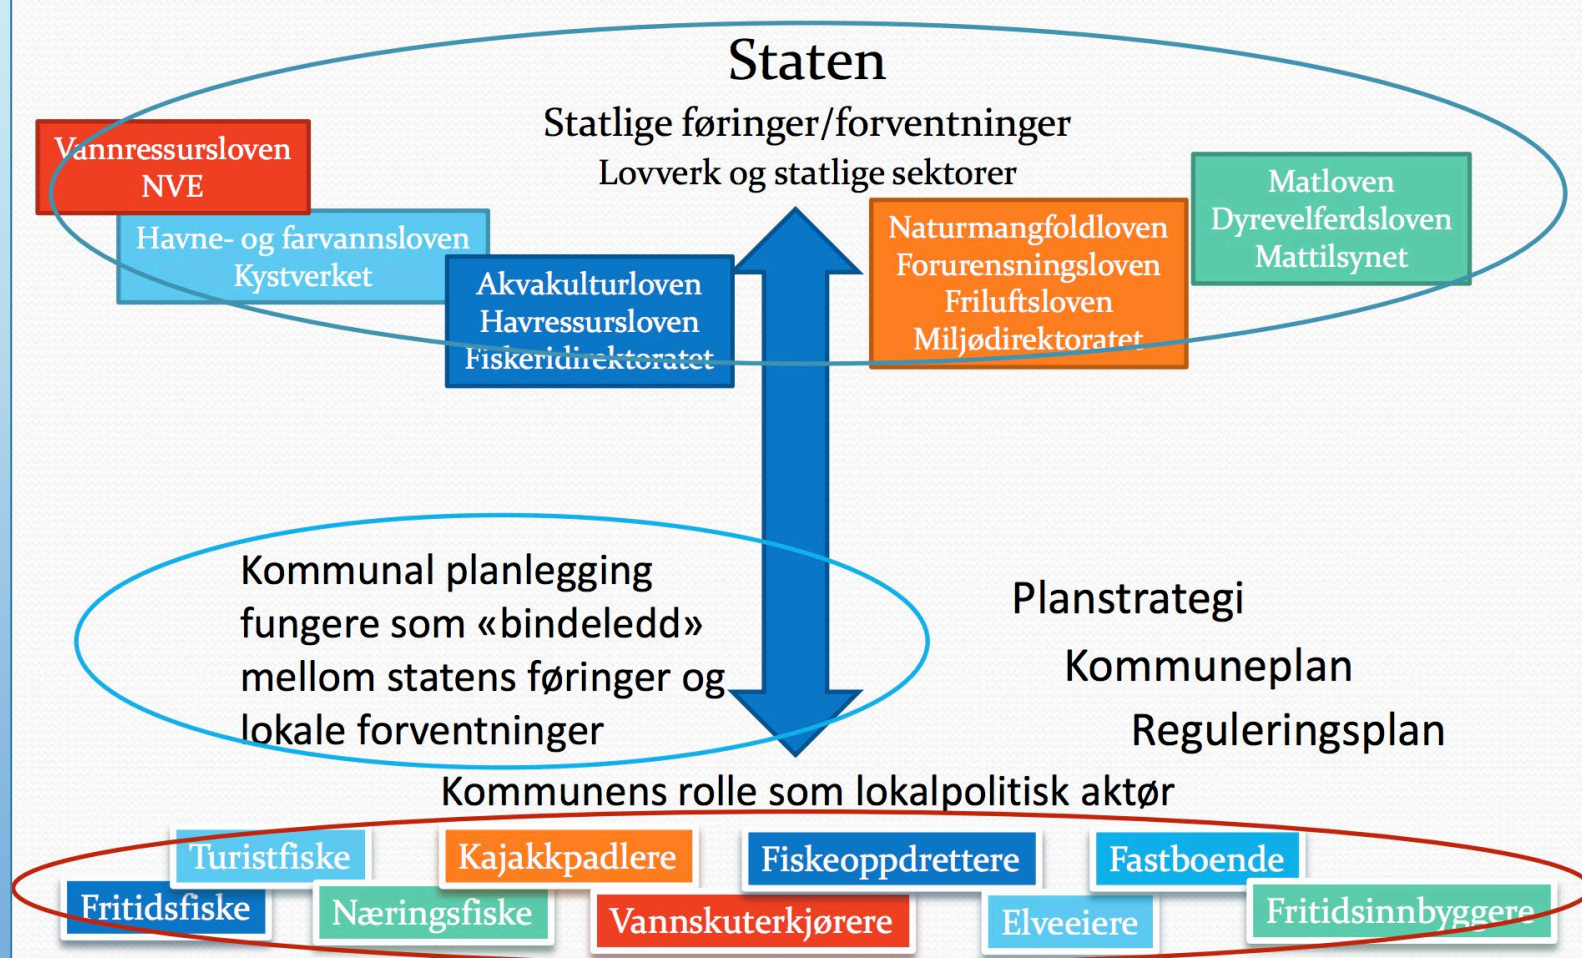 Staten
Statlige føringer/forventninger
Lovverk og statlige sektorer
Vannressursloven
NVE
Havne- og farvannsloven
Kystverket
Akvakulturloven
Havressursloven
Fiskeridirektoratet
Naturmangfoldloven
Forurensningsloven
Friluftsloven
Miljødirektoratet
Matloven
Dyrevelferdsloven
Mattilsynet
Kommunal planlegging
fungere som «bindeledd»
mellom statens føringer og
lokale forventninger
Planstrategi
Kommuneplan
Reguleringsplan
Kommunens rolle som lokalpolitisk aktør
Turistfiske
Kajakkpadlere
Fiskeoppdrettere
Fastboende
Fritidsfiske
Næringsfiske
Vannskuterkjørere
Elveeiere
Fritidsinnbyggere